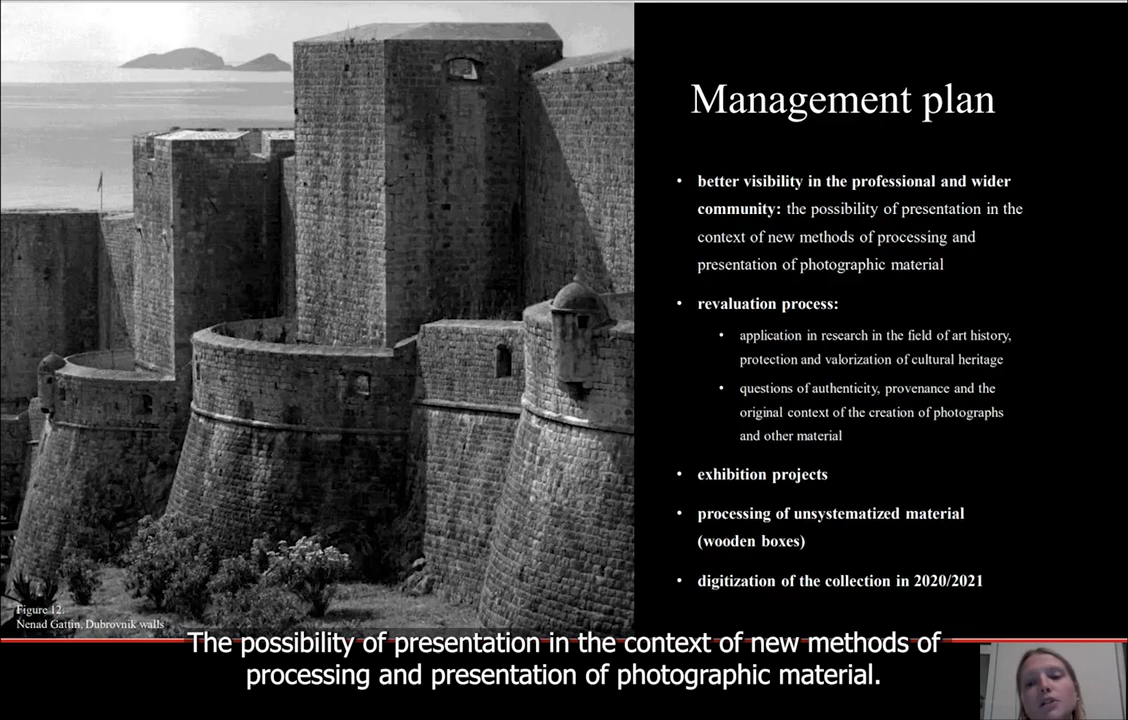 Management plan
• better visibility in the professional and wider
community: the possibility of presentation in the
context of new methods of processing and
presentation of photographic material
• revaluation process:
• application in research in the field of art history,
protection and valorization of cultural heritage
• questions of authenticity, provenance and the
original context of the creation of photographs
and other material
• exhibition projects
• processing of unsystematized material
(wooden boxes)
• digitization of the collection in 2020/2021
Figure 12.
Nenad Gattin, Dubrovnik walls
The possibility of presentation in the context of new methods of
processing and presentation of photographic material.